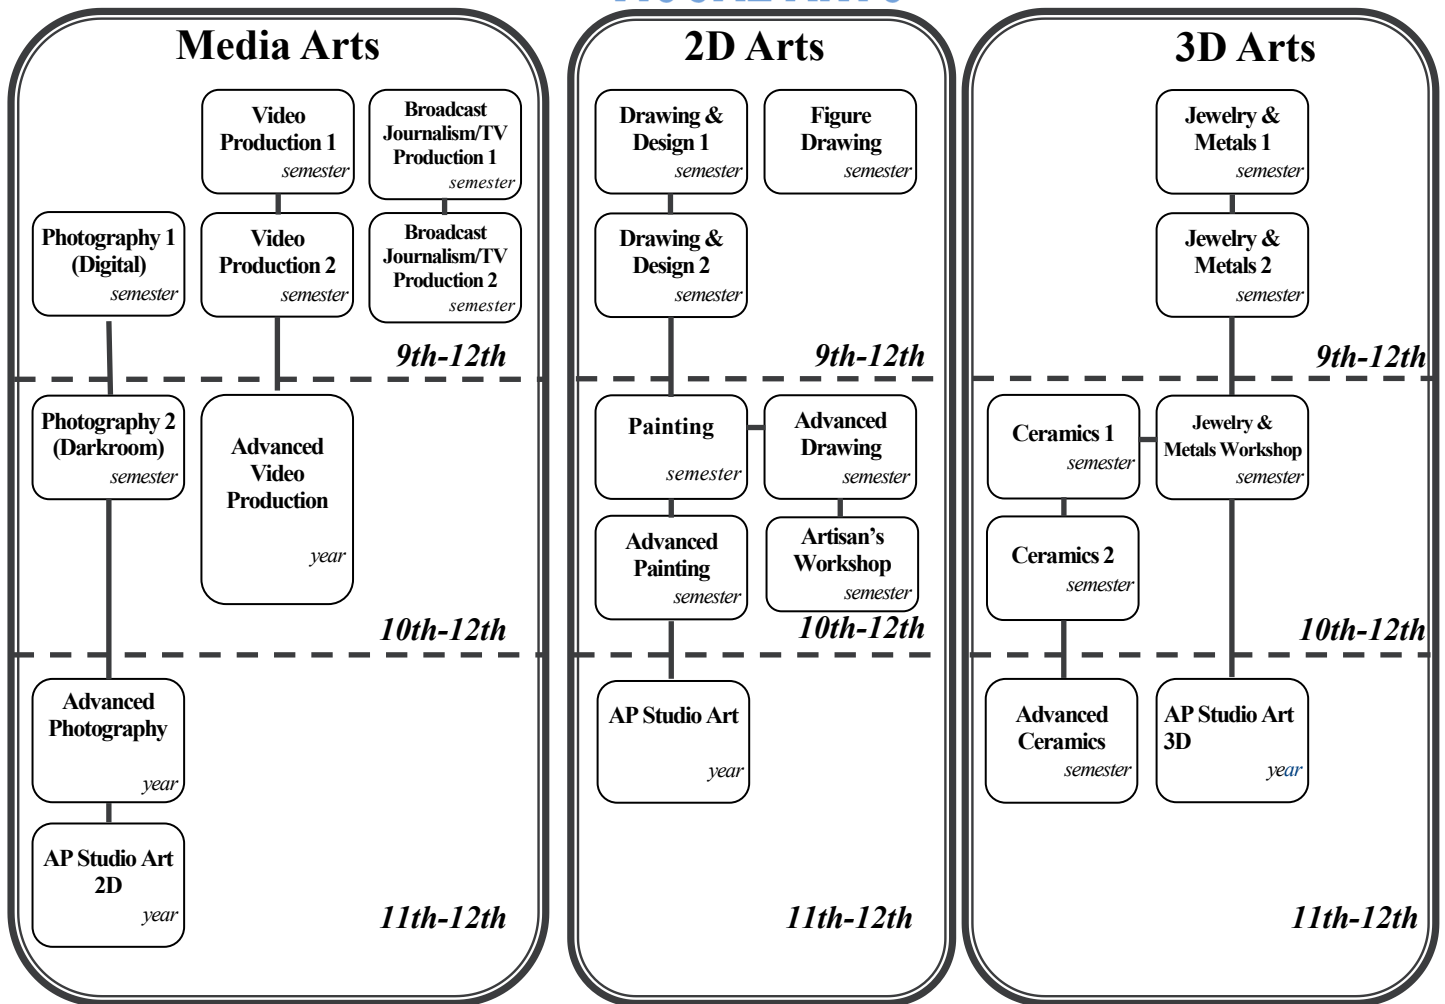 Media Arts
Video
Production 1
semester
Broadcast
Journalism/TV
Production 1
semester
Photography 1
(Digital)
semester
Video
Production 2
semester
Broadcast
Journalism/TV
Production 2
semester
9th-12th
Photography 2
(Darkroom)
semester
Advanced
Video
Production
year
10th-12th
Advanced
Photography
year
AP Studio Art
2D
year
11th-12th
2D Arts
Drawing &
Design 1
semester
Figure
Drawing
semester
Drawing &
Design 2
semester
9th-12th
Painting
semester
Advanced
Drawing
semester
Advanced
Painting
semester
Artisan’s
Workshop
semester
10th-12th
AP Studio Art
year
11th-12th
3D Arts
Jewelry &
Metals 1
semester
Jewelry &
Metals 2
semester
9th-12th
Ceramics 1
semester
Jewelry &
Metals Workshop
semester
Ceramics 2
semester
10th-12th
Advanced
Ceramics
semester
AP Studio Art
3D
year
11th-12th